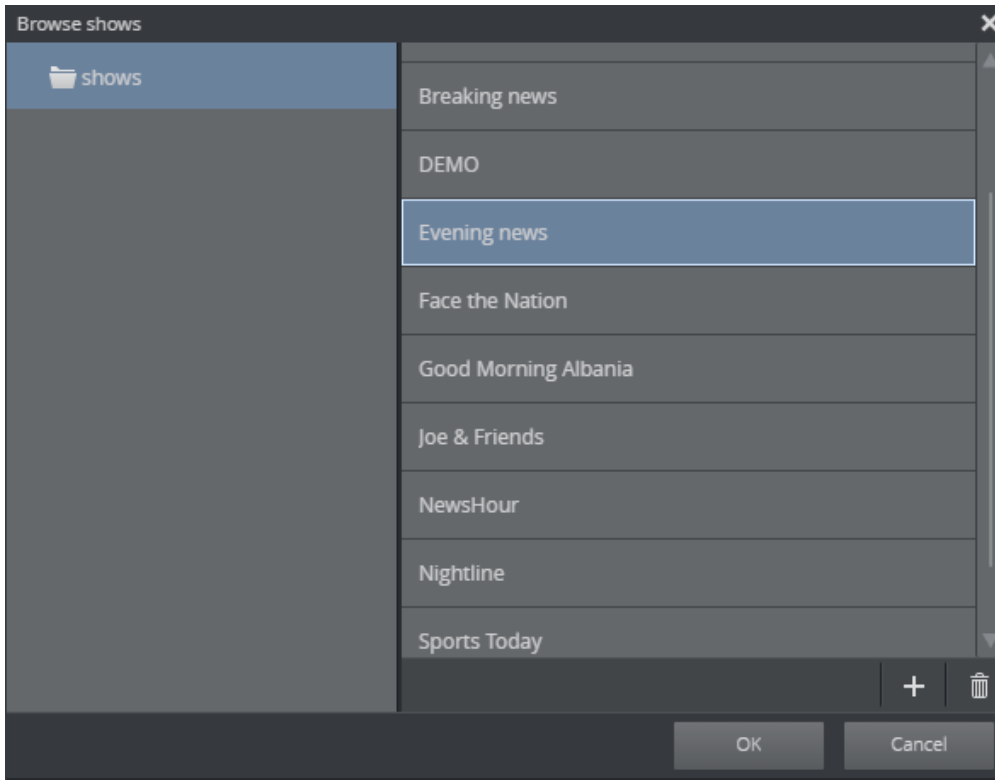 Browse shows
shows
Breaking news
DEMO
Evening news
Face the Nation
Good Morning Albania
Joe & Friends
NewsHour
Nightline
Sports Today
OK
Cancel